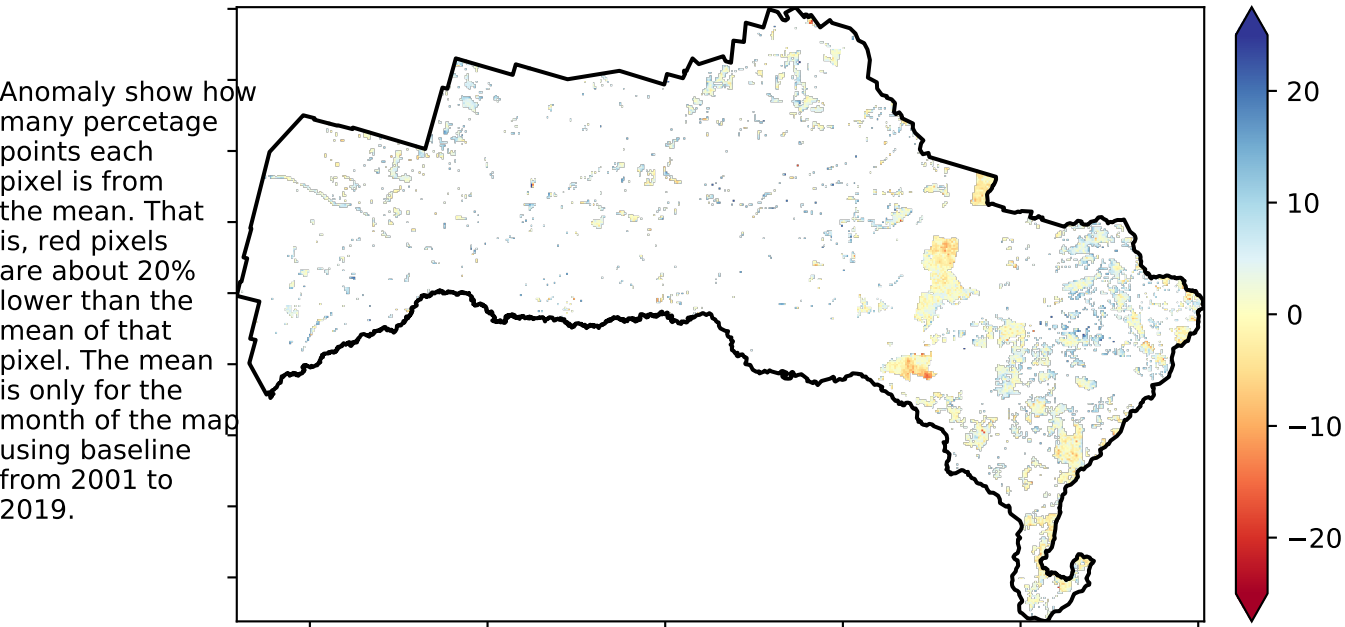 Anomaly show how
many percetage
points each
pixel is from
the mean. That
is, red pixels
are about 20%
lower than the
mean of that
pixel. The mean
is only for the
month of the map
using baseline
from 2001 to
2019.
20
10
0
−10
−20